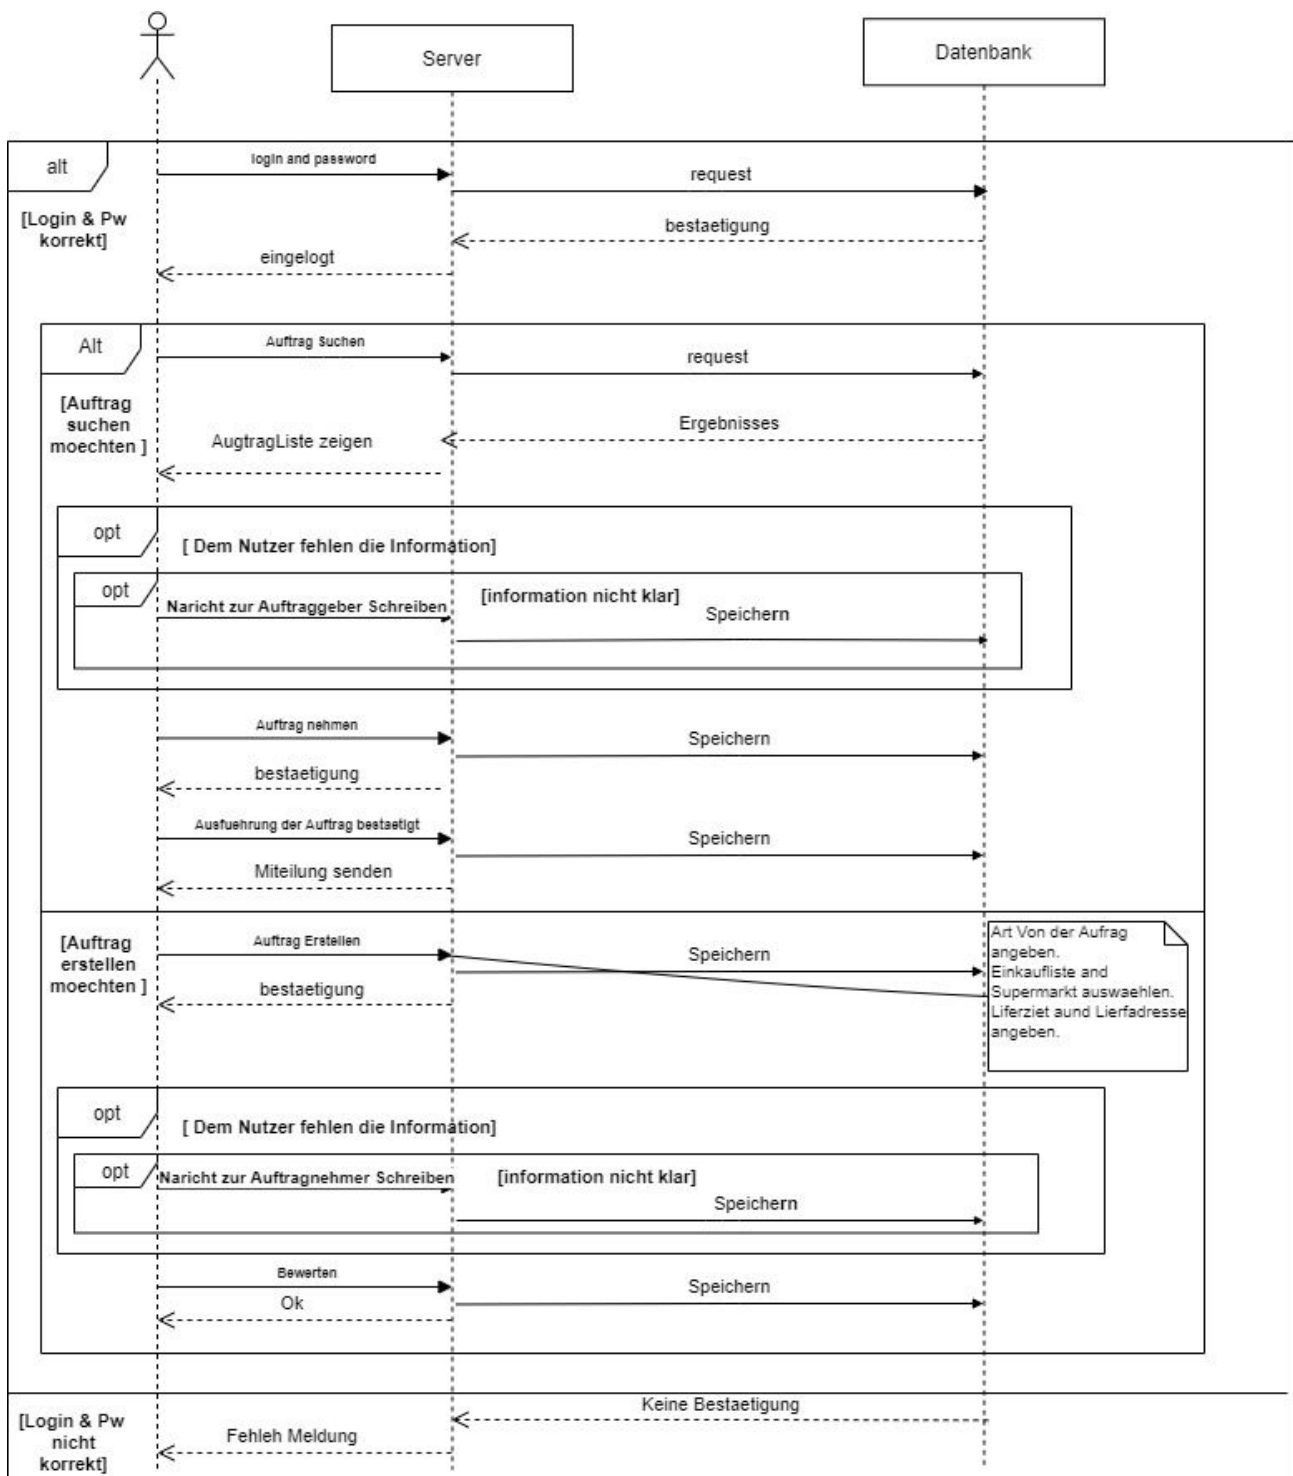 Server
Datenbank
alt
login and password
request
[Login & Pw
korrekt]
bestaetigung
eingelogt
Alt
Auftrag Suchen
request
[Auftrag
suchen
moechten ]
Ergebnisses
AugtragListe zeigen
opt
[ Dem Nutzer fehlen die Information]
opt
[information nicht klar]
Naricht zur Auftraggeber Schreiben
Speichern
Auftrag nehmen
Speichern
bestaetigung
Ausfuehrung der Auftrag bestaetigt
Speichern
Miteilung senden
[Auftrag
erstellen
moechten ]
Auftrag Erstellen
Speichern
bestaetigung
Art Von der Aufrag
angeben.
Einkaufliste and
Supermarkt auswaehlen.
Liferziet aund Lierfadresse
angeben.
opt
[ Dem Nutzer fehlen die Information]
opt
Naricht zur Auftragnehmer Schreiben
[information nicht klar]
Speichern
Bewerten
Speichern
Ok
Keine Bestaetigung
[Login & Pw
nicht
korrekt]
Fehleh Meldung